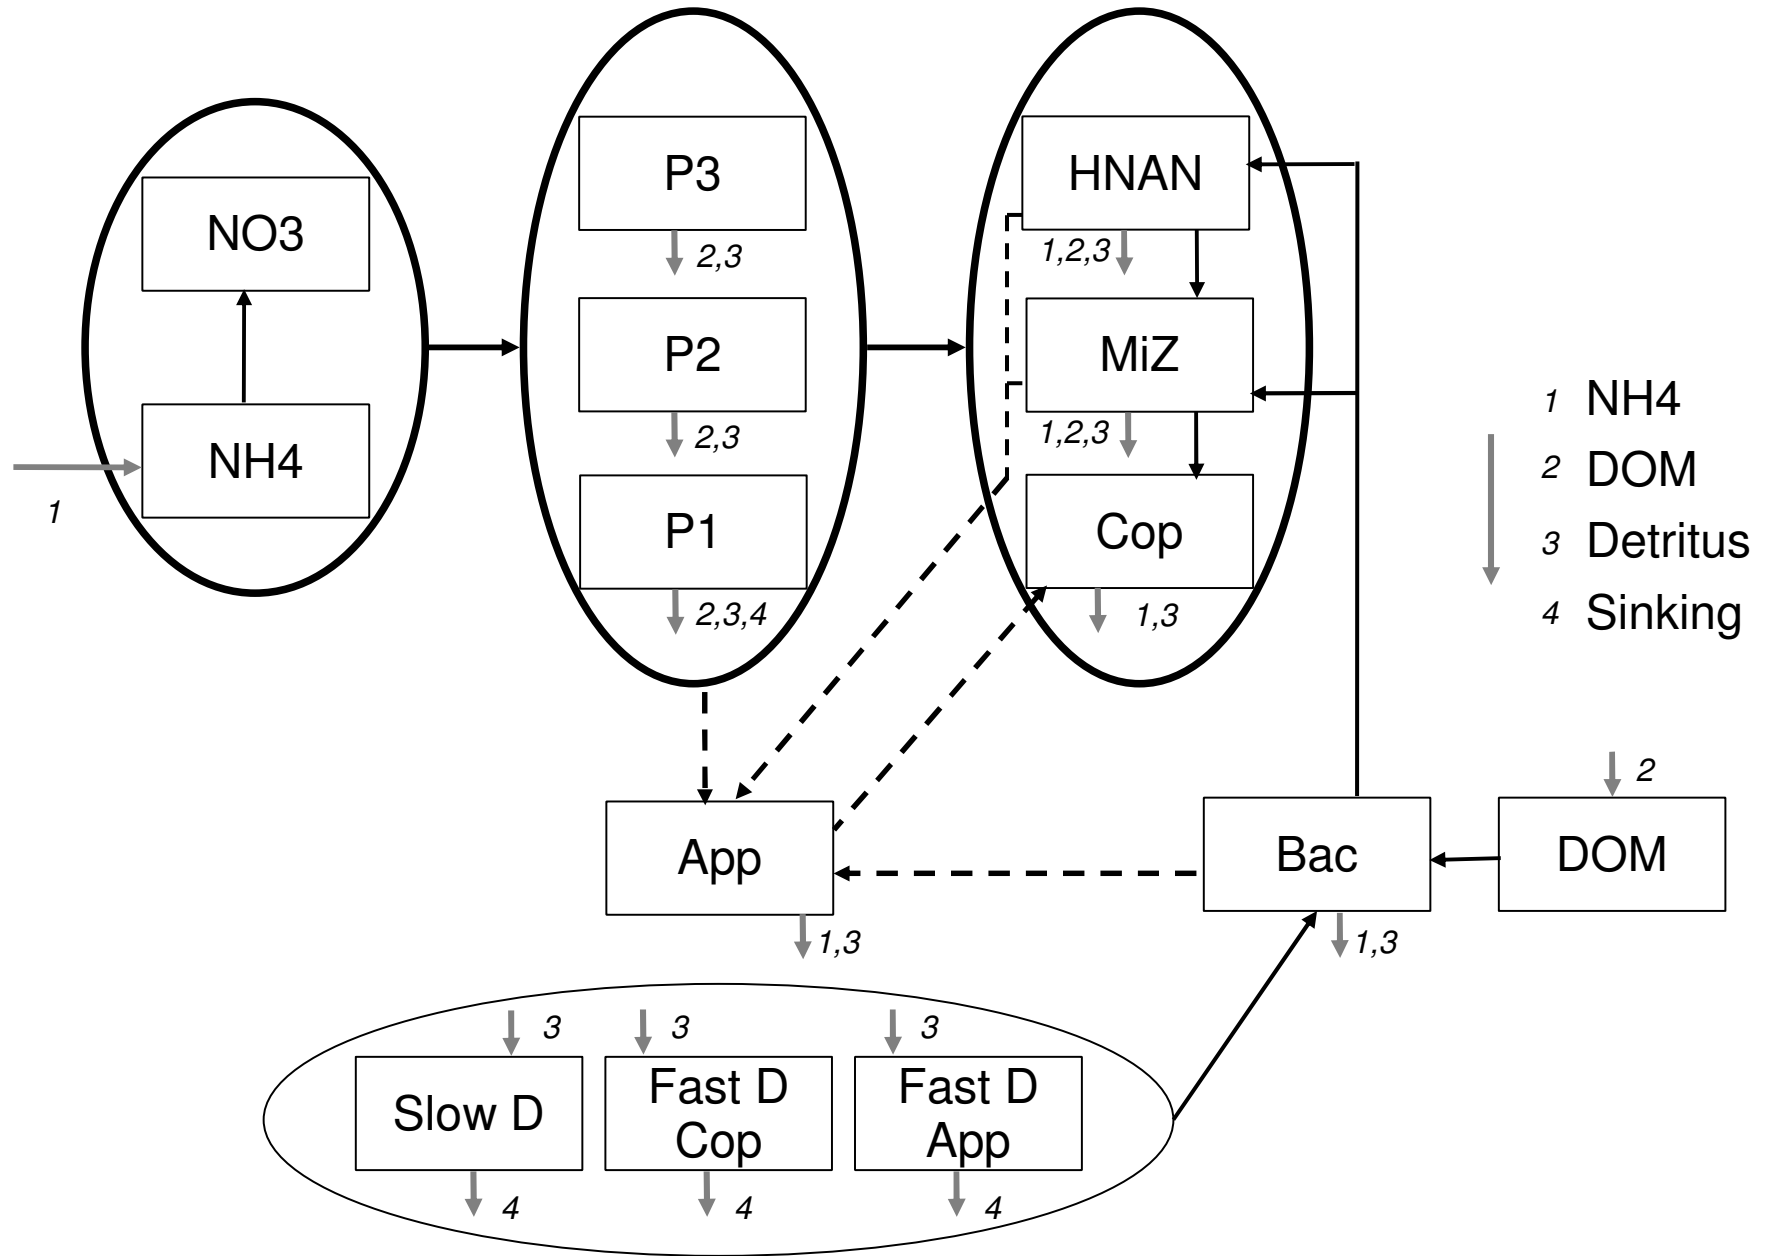 NO3
NH4
1
P3
2,3
P2
2,3
P1
2,3,4
HNAN
1,2,3
MiZ
1,2,3
Cop
1,3
1 NH4
2 DOM
3 Detritus
4 Sinking
App
1,3
Bac
1,3
2
DOM
3
Slow D
4
3
Fast D
Cop
4
3
Fast D
App
4